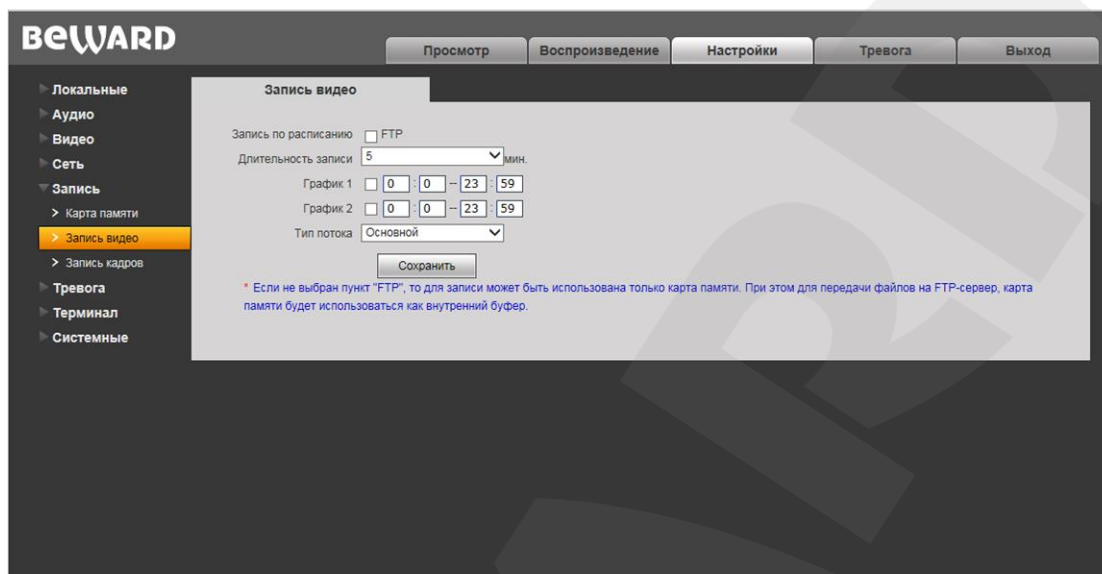 BEWARD
Просмотр Воспроизведение Настройки Тревога Выход
Локальные
Аудио
Видео
Сеть
Запись
> Карта памяти
> Запись видео
> Запись кадров
Тревога
Терминал
Системные
Запись видео
Запись по расписанию FTP
Длительность записи 5 мин.
График 1 0 : 0 -- 23 : 59
График 2 0 : 0 -- 23 : 59
Тип потока Основной
Сохранить
* Если не выбран пункт "FTP", то для записи может быть использована только карта памяти. При этом для передачи файлов на FTP-сервер, карта
памяти будет использоваться как внутренний буфер.